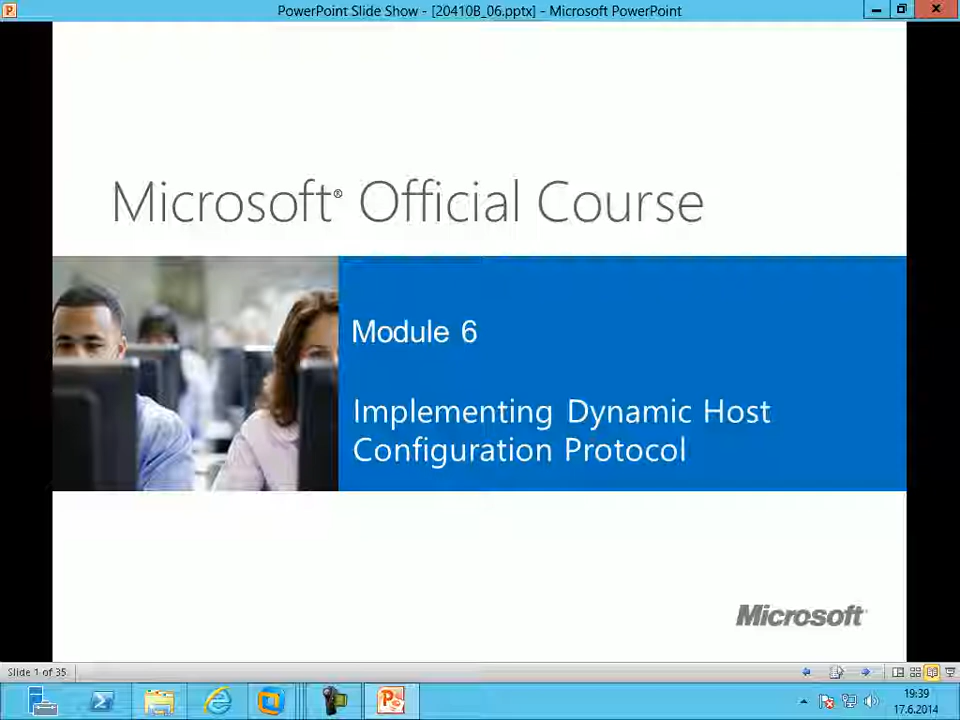 PowerPoint Slide Show - [20410B_06.pptx] - Microsoft PowerPoint
Microsoft® Official Course
Module 6
Implementing Dynamic Host
Configuration Protocol
Microsoft
Slide 1 of 35
19:39
17.6.2014